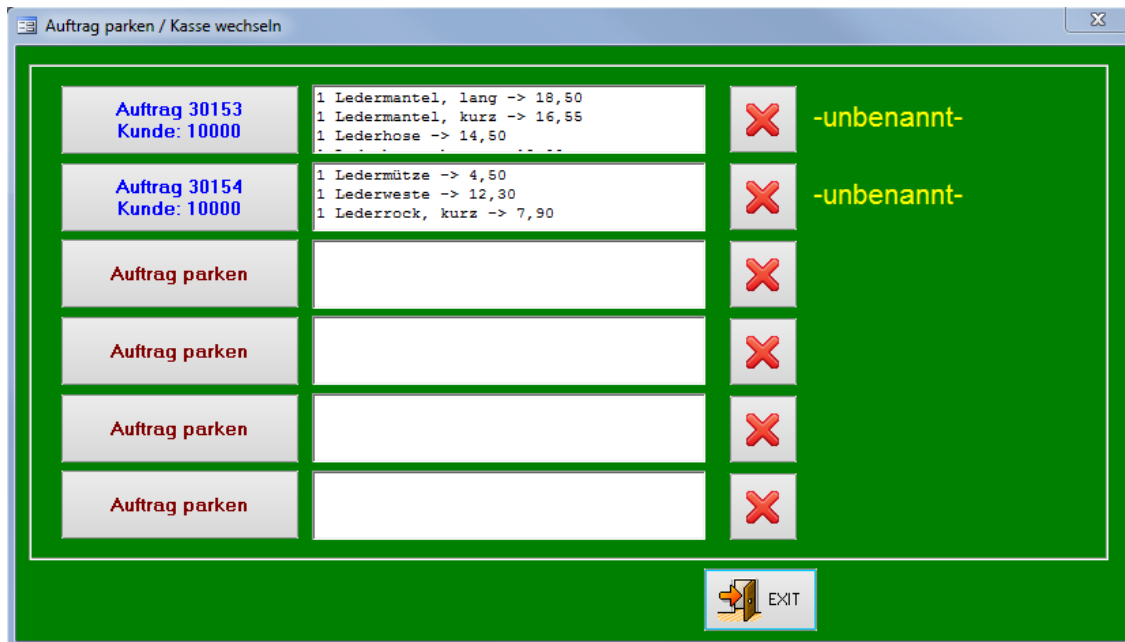 Auftrag parken / Kasse wechseln
Auftrag 30153
Kunde: 10000
1 Ledermantel, lang -> 18,50
1 Ledermantel, kurz -> 16,55
1 Lederhose -> 14,50
-unbenannt-
Auftrag 30154
Kunde: 10000
1 Ledermütze -> 4,50
1 Lederweste -> 12,30
1 Lederrock, kurz -> 7,90
-unbenannt-
Auftrag parken
Auftrag parken
Auftrag parken
Auftrag parken
EXIT